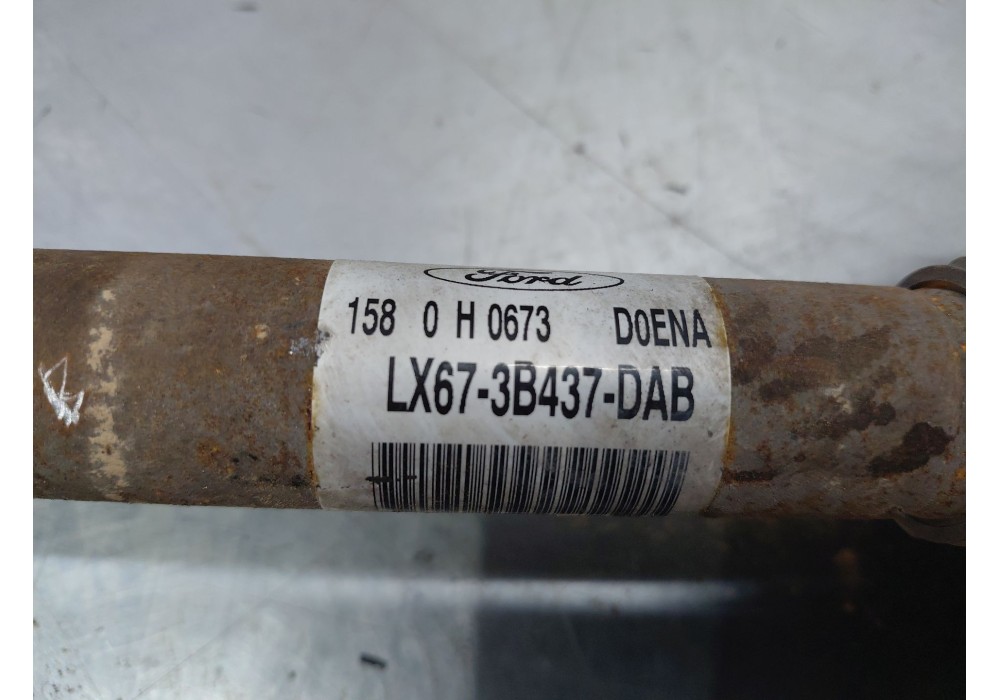 Ford
158 0 H 0673 D0ENA
LX67-3B437-DAB